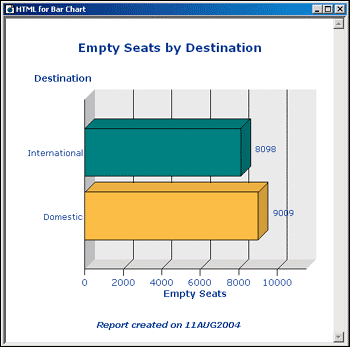 HTML for Bar Chart
Empty Seats by Destination
Destination
International 8098
Domestic 9009
0 2000 4000 6000 8000 10000
Empty Seats
Report created on 11AUG2004